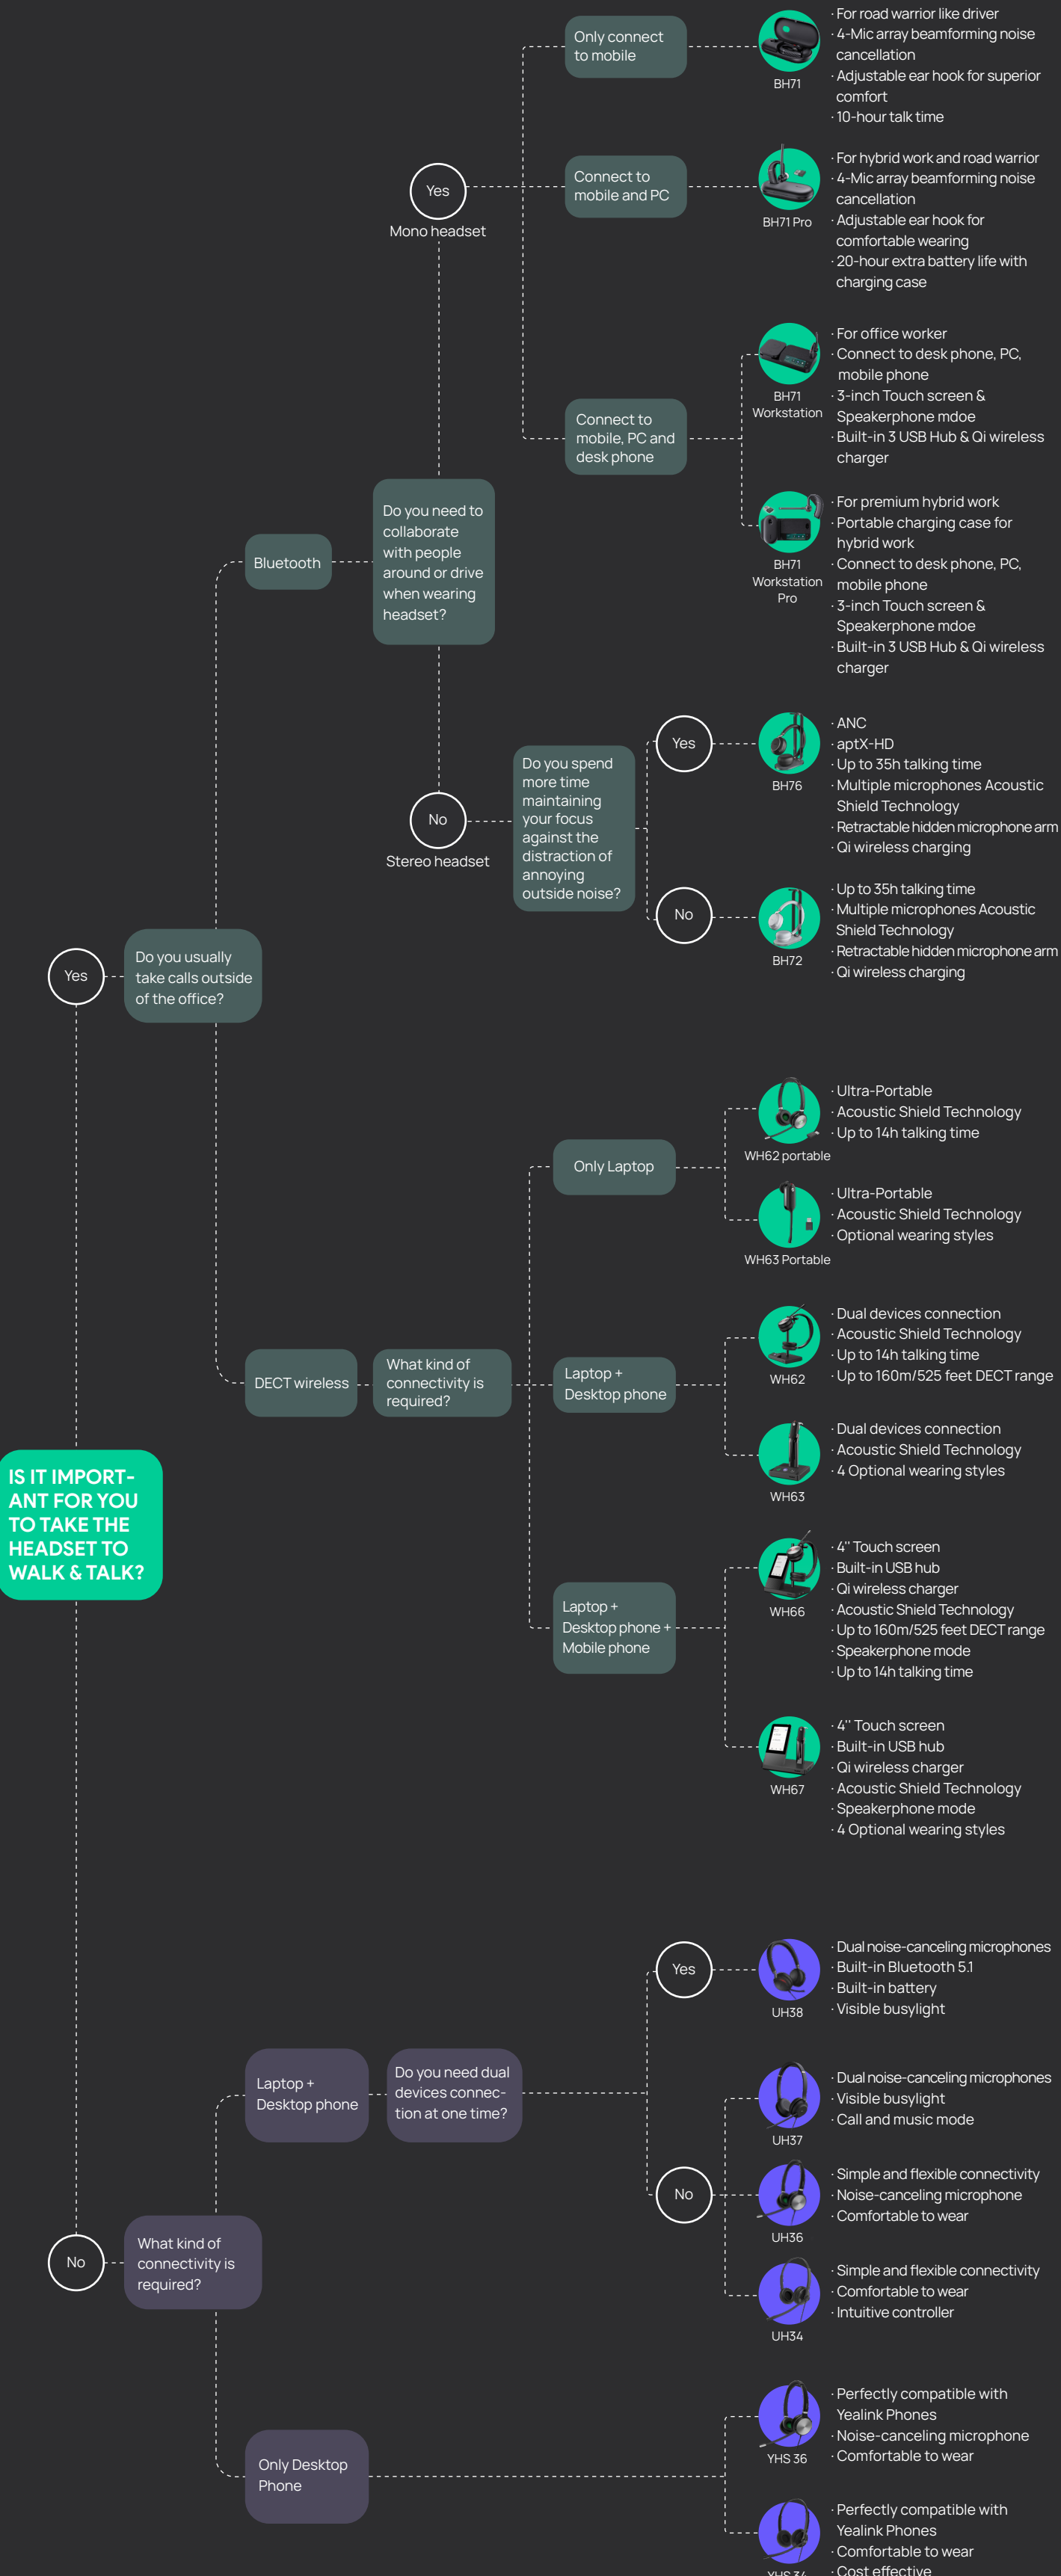 Only connect
to mobile
BH71
· For road warrior like driver
· 4-Mic array beamforming noise
cancellation
· Adjustable ear hook for superior
comfort
· 10-hour talk time
Yes
Mono headset
Connect to
mobile and PC
BH71 Pro
· For hybrid work and road warrior
· 4-Mic array beamforming noise
cancellation
· Adjustable ear hook for
comfortable wearing
· 20-hour extra battery life with
charging case
Connect to
mobile, PC and
desk phone
BH71
Workstation
· For office worker
· Connect to desk phone, PC,
mobile phone
· 3-inch Touch screen &
Speakerphone mdoe
· Built-in 3 USB Hub & Qi wireless
charger
BH71
Workstation
Pro
· For premium hybrid work
· Portable charging case for
hybrid work
· Connect to desk phone, PC,
mobile phone
· 3-inch Touch screen &
Speakerphone mdoe
· Built-in 3 USB Hub & Qi wireless
charger
Bluetooth
Do you need to
collaborate
with people
around or drive
when wearing
headset?
No
Stereo headset
Do you spend
more time
maintaining
your focus
against the
distraction of
annoying
outside noise?
Yes
BH76
· ANC
· aptX-HD
· Up to 35h talking time
· Multiple microphones Acoustic
Shield Technology
· Retractable hidden microphone arm
· Qi wireless charging
No
BH72
· Up to 35h talking time
· Multiple microphones Acoustic
Shield Technology
· Retractable hidden microphone arm
· Qi wireless charging
Yes
Do you usually
take calls outside
of the office?
Only Laptop
WH62 portable
· Ultra-Portable
· Acoustic Shield Technology
· Up to 14h talking time
WH63 Portable
· Ultra-Portable
· Acoustic Shield Technology
· Optional wearing styles
DECT wireless
What kind of
connectivity is
required?
Laptop +
Desktop phone
WH62
· Dual devices connection
· Acoustic Shield Technology
· Up to 14h talking time
· Up to 160m/525 feet DECT range
WH63
· Dual devices connection
· Acoustic Shield Technology
· 4 Optional wearing styles
IS IT IMPORT-
ANT FOR YOU
TO TAKE THE
HEADSET TO
WALK & TALK?
Laptop +
Desktop phone +
Mobile phone
WH66
· 4'' Touch screen
· Built-in USB hub
· Qi wireless charger
· Acoustic Shield Technology
· Up to 160m/525 feet DECT range
· Speakerphone mode
· Up to 14h talking time
WH67
· 4'' Touch screen
· Built-in USB hub
· Qi wireless charger
· Acoustic Shield Technology
· Speakerphone mode
· 4 Optional wearing styles
Yes
UH38
· Dual noise-canceling microphones
· Built-in Bluetooth 5.1
· Built-in battery
· Visible busylight
Laptop +
Desktop phone
Do you need dual
devices connec-
tion at one time?
UH37
· Dual noise-canceling microphones
· Visible busylight
· Call and music mode
No
UH36
· Simple and flexible connectivity
· Noise-canceling microphone
· Comfortable to wear
No
What kind of
connectivity is
required?
UH34
· Simple and flexible connectivity
· Comfortable to wear
· Intuitive controller
Only Desktop
Phone
YHS 36
· Perfectly compatible with
Yealink Phones
· Noise-canceling microphone
· Comfortable to wear
YHS 34
· Perfectly compatible with
Yealink Phones
· Comfortable to wear
· Cost effective